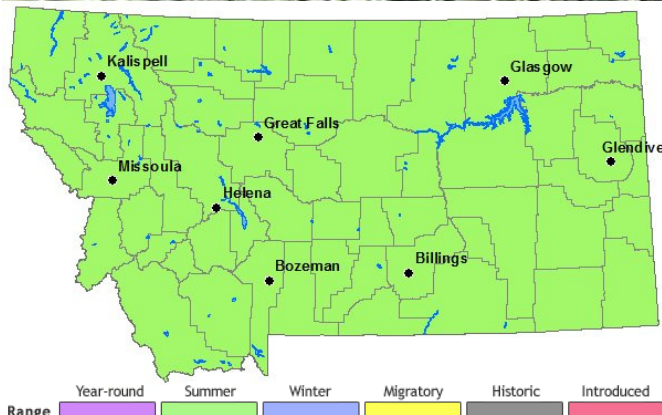 Kalispell
Glasgow
Great Falls
Glendive
Missoula
Helena
Bozeman
Billings
Year-round Summer Winter Migratory Historic Introduced
Range